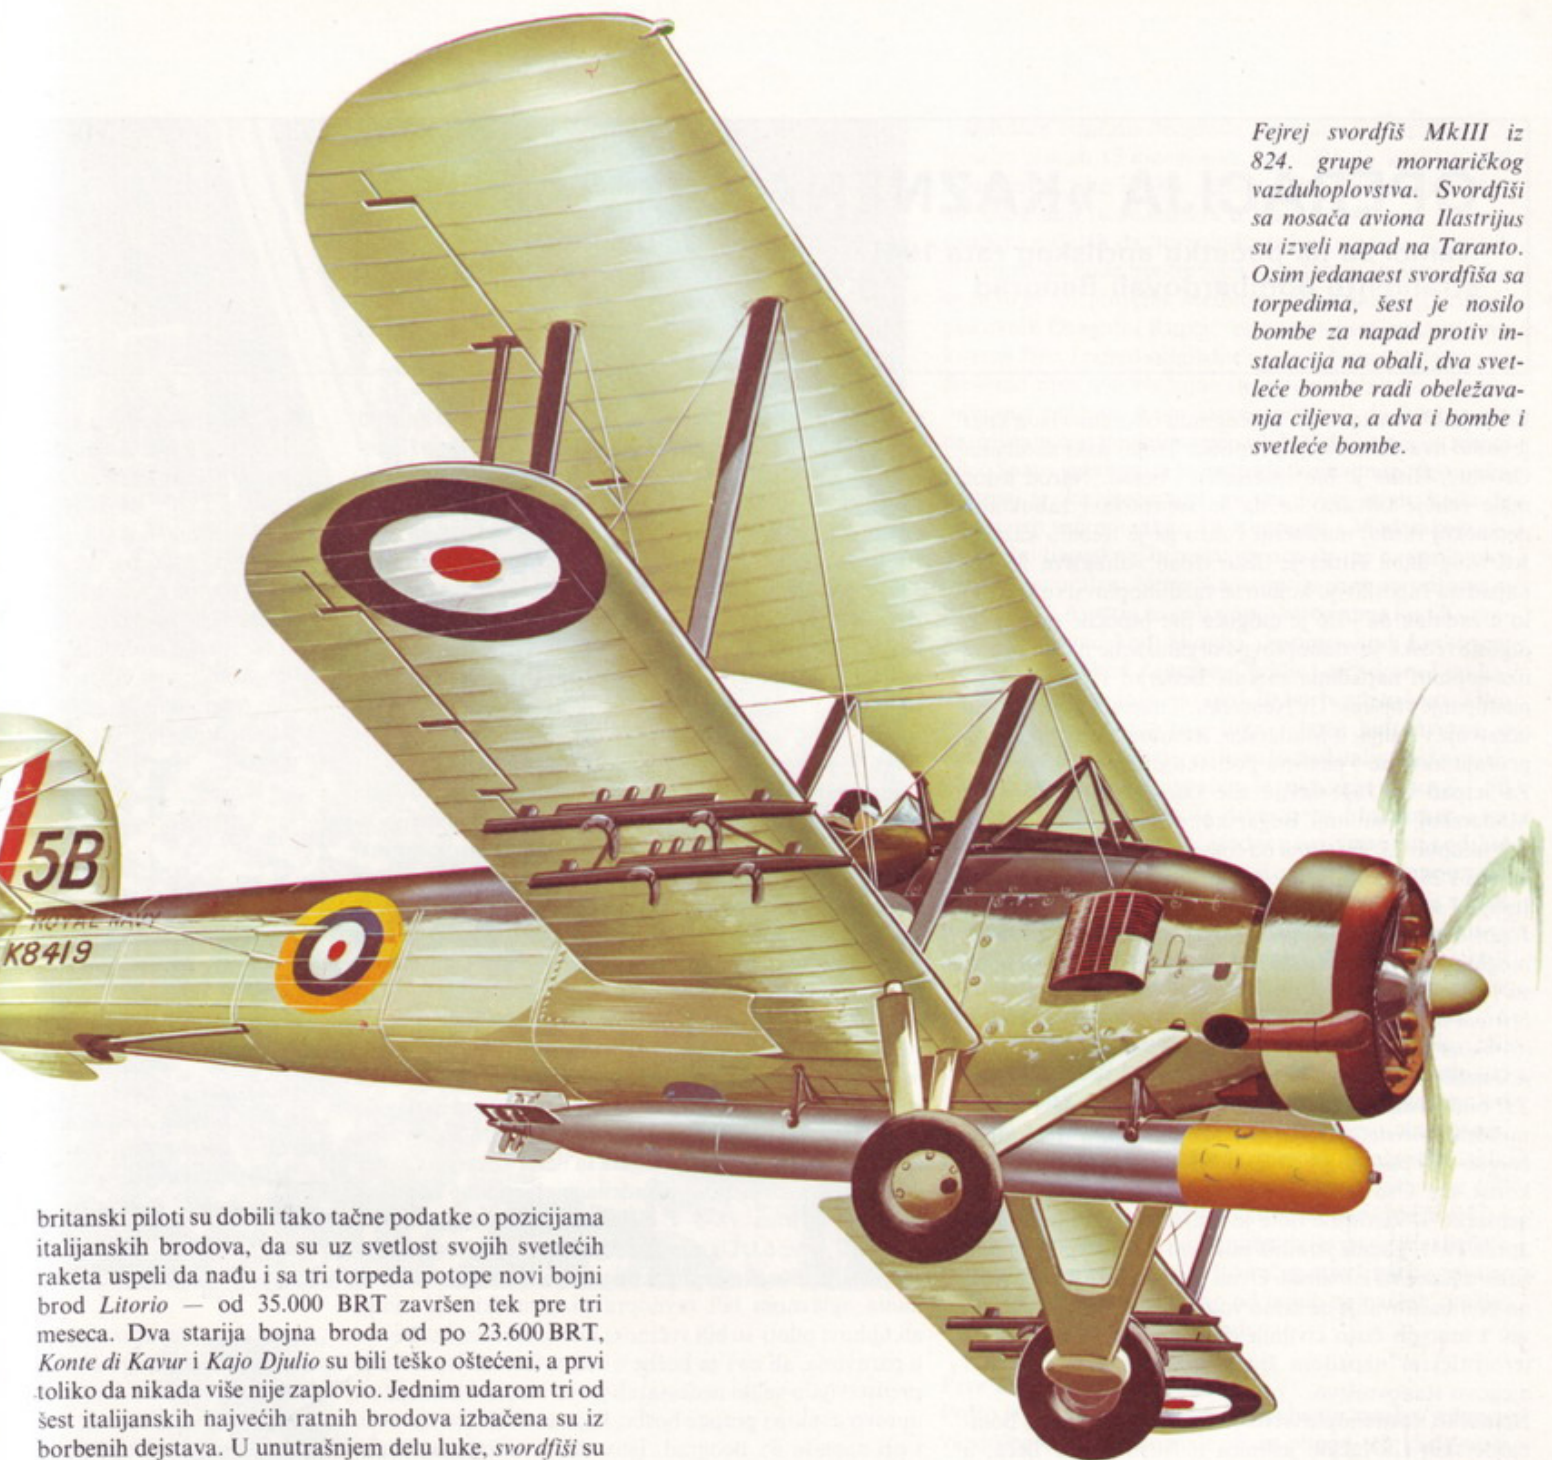 Fejrej svordfiš MkIII iz
824. grupe mornaričkog
vazduhoplovstva. Svordfiši
sa nosača aviona Ilastrijus
su izveli napad na Taranto.
Osim jedanaest svordfiša sa
torpedima, šest je nosilo
bombe za napad protiv in-
stalacija na obali, dva svet-
leće bombe radi obeležava-
nja ciljeva, a dva i bombe i
svetleće bombe.
5B
ROYAL NAVY
K8419
britanski piloti su dobili tako tačne podatke o pozicijama
italijanskih brodova, da su uz svetlost svojih svetlećih
raketa uspeli da nađu i sa tri torpeda potope novi bojni
brod Litorio — od 35.000 BRT završen tek pre tri
meseca. Dva starija bojna broda od po 23.600 BRT,
Konte di Kavur i Kajo Djulio su bili teško oštećeni, a prvi
toliko da nikada više nije zaplovio. Jednim udarom tri od
šest italijanskih najvećih ratnih brodova izbačena su iz
borbenih dejstava. U unutrašnjem delu luke, svordfiši su